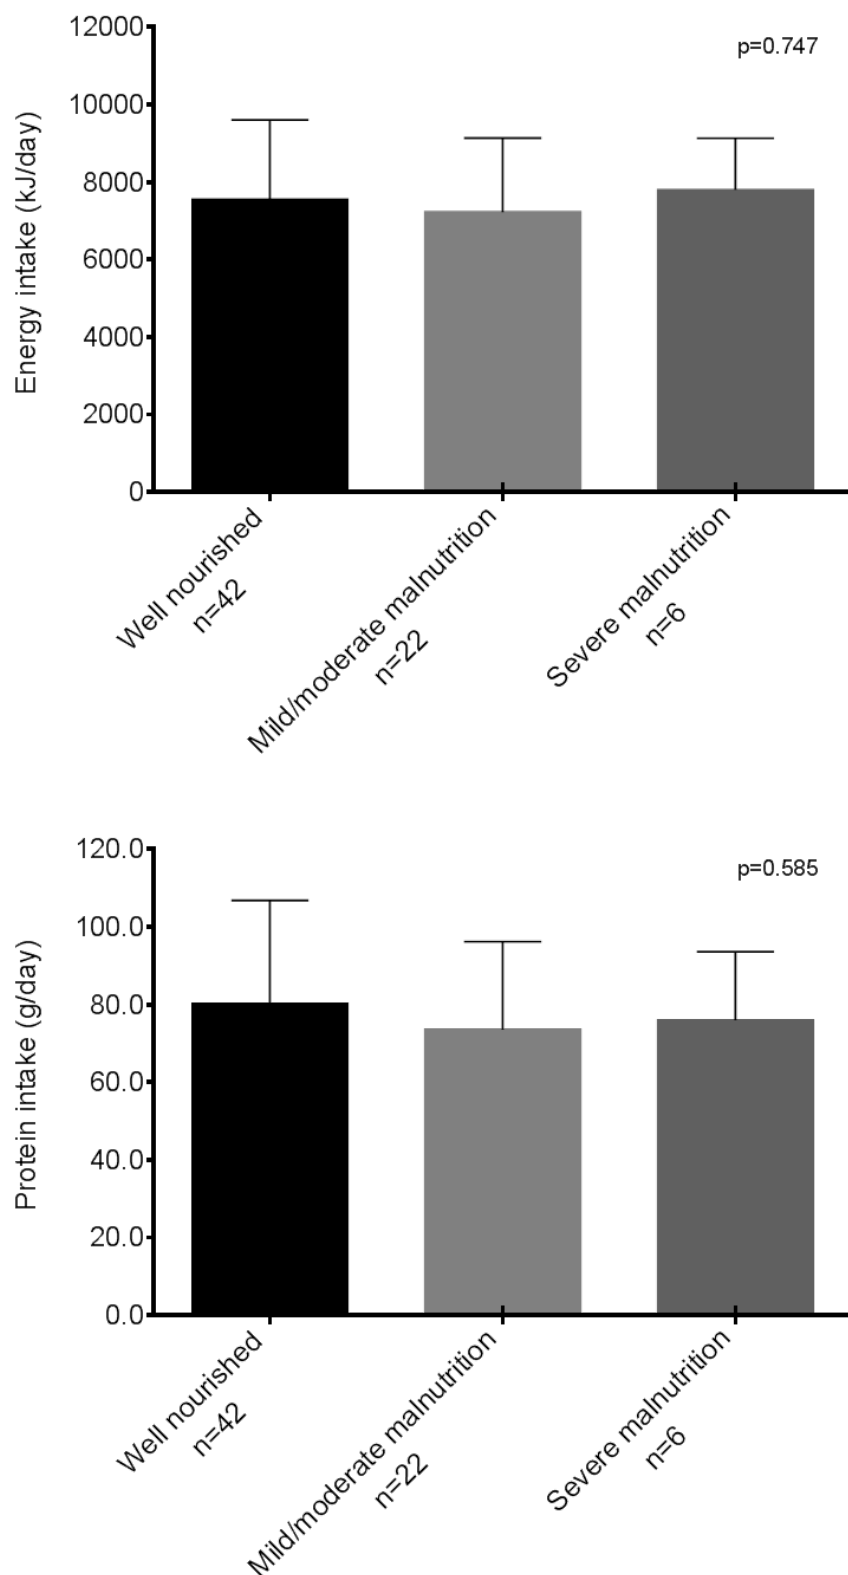 12000
p=0.747
10000
8000
6000
4000
2000
0
Energy intake (kJ/day)
Well nourished
n=42
Mild/moderate malnutrition
n=22
Severe malnutrition
n=6
120.0
p=0.585
100.0
80.0
60.0
40.0
20.0
0.0
Protein intake (g/day)
Well nourished
n=42
Mild/moderate malnutrition
n=22
Severe malnutrition
n=6